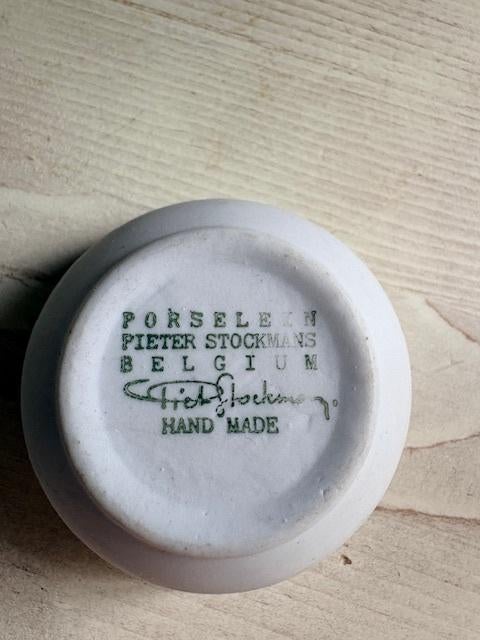 PORSELEIN
PIETER STOCKMANS
BELGIUM
Piet Stockmans.
HAND MADE